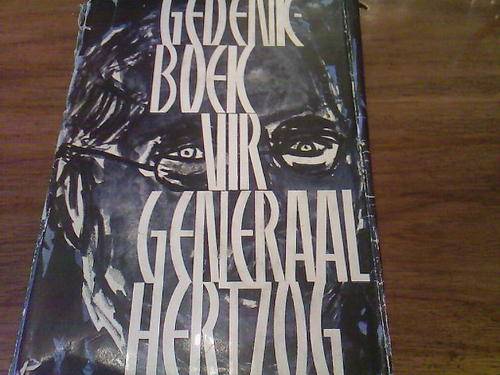 GEDENK-
BOEK
VIR
GENERAAL
HERTZOG